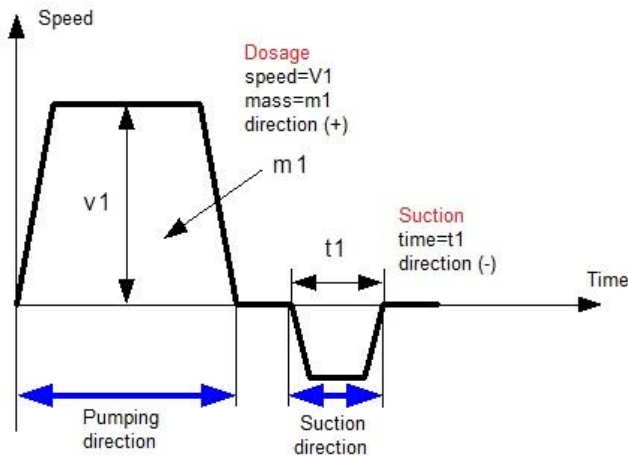 Speed
Dosage
speed=V1
mass=m1
direction (+)
m1
v1
Suction
time=t1
direction (-)
t1
Time
Pumping
direction
Suction
direction